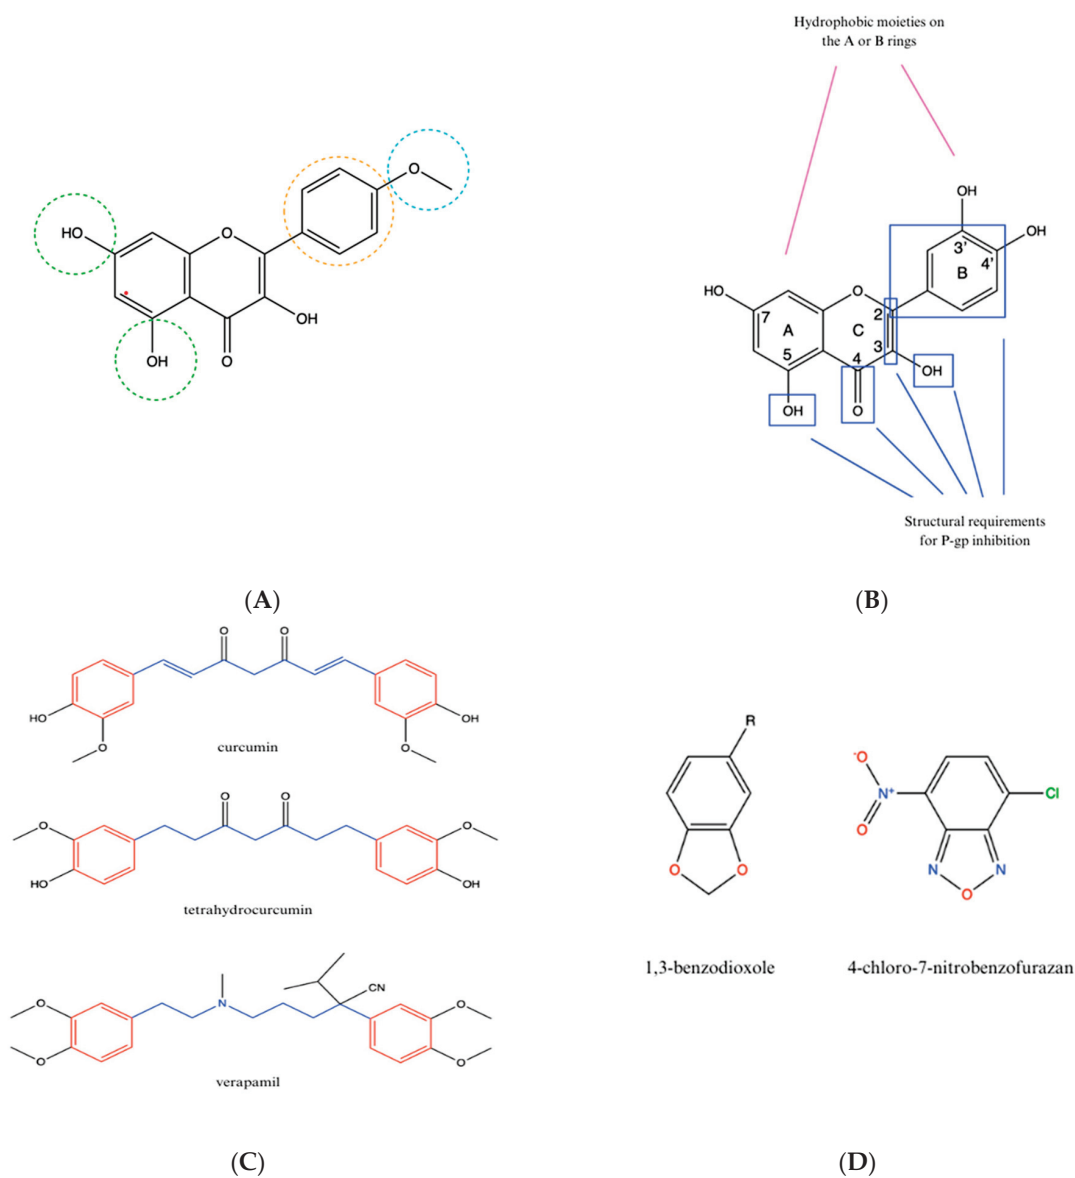 Hydrophobic moieties on
the A or B rings
O
HO
O
OH
OH
O
OH
OH
3'
4'
B
HO
7
O
2
A
C
5
3
4
OH
OH
O
Structural requirements
for P-gp inhibition
(A)
(B)
O
O
HO
OH
O
O
curcumin
O
O
O
O
HO
OH
tetrahydrocurcumin
CN
O
N
O
O
O
verapamil
R
O
O
1,3-benzodioxole
-O
N+
Cl
O
N
N
O
4-chloro-7-nitrobenzofurazan
(C)
(D)